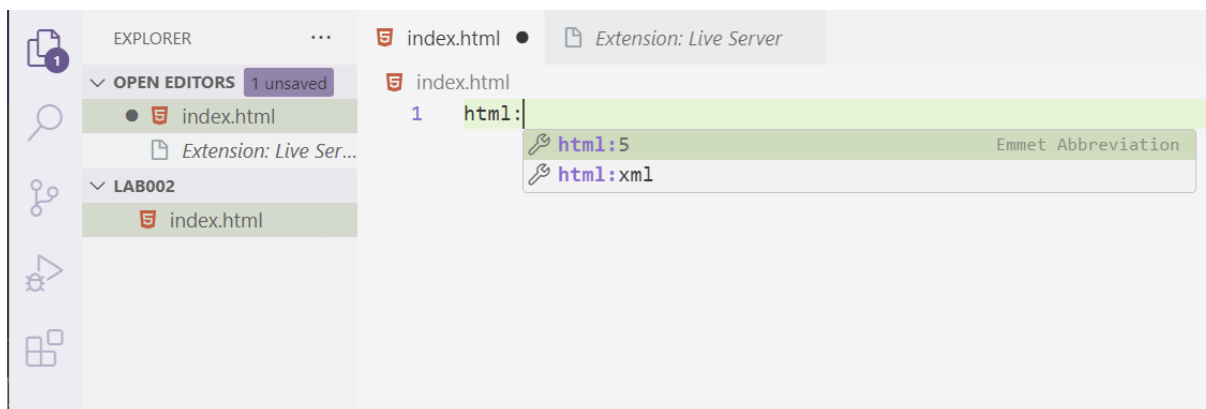 EXPLORER ...
OPEN EDITORS 1 unsaved
index.html
Extension: Live Ser...
LAB002
index.html
1
index.html
Extension: Live Server
index.html
1 html:
html:5 Emmet Abbreviation
html:xml